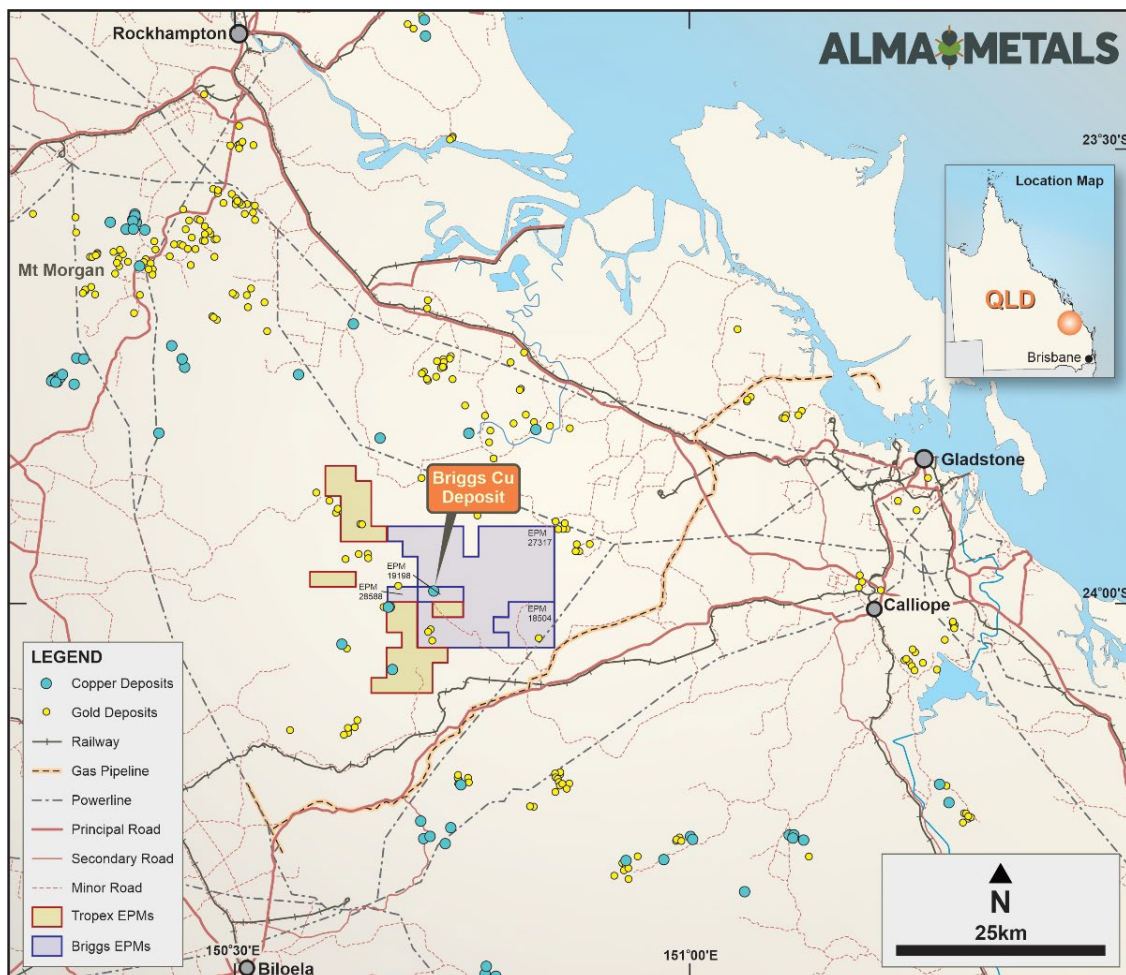 Rockhampton
ALMA METALS
23°30'S
Location Map
QLD
Brisbane
Mt Morgan
Gladstone
Briggs Cu
Deposit
EPM
27317
EPM
19198
EPM
28588
EPM
18504
24°00'S
Calliope
LEGEND
Copper Deposits
Gold Deposits
Railway
Gas Pipeline
Powerline
Principal Road
Secondary Road
Minor Road
Tropex EPMs
Briggs EPMs
N
25km
150°30'E
151°00'E
Biloela